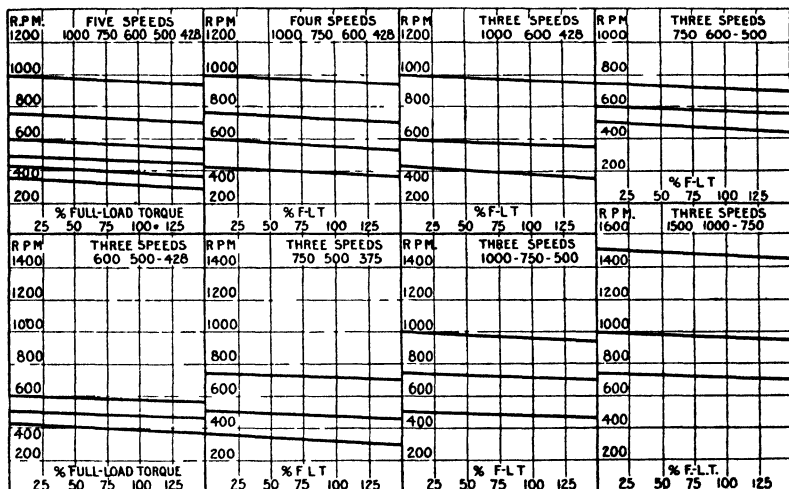 R.P.M. FIVE SPEEDS
1200 1000 750 600 500 428
1000
800
600
400
200
% FULL-LOAD TORQUE
25 50 75 100 125
R.P.M FOUR SPEEDS
1200 1000 750 600 428
1000
800
600
400
200
% F-L T
25 50 75 100 125
R.P.M. THREE SPEEDS
1200 1000 600 428
1000
800
600
400
200
% F-L T
25 50 75 100 125
R.P.M THREE SPEEDS
1000 750 600-500
800
600
400
200
% F-L T
25 50 75 100 125
R P M THREE SPEEDS
1400 600 500-428
1200
1000
800
600
400
200
% FULL-LOAD TORQUE
25 50 75 100 125
R.P.M THREE SPEEDS
1400 750 500 375
1200
1000
800
600
400
200
% F L T
25 50 75 100 125
R P.M. THREE SPEEDS
1400 1000-750-500
1200
1000
800
600
400
200
% F-L T
25 50 75 100 125
R P.M. THREE SPEEDS
1600 1500 1000-750
1400
1200
1000
800
600
400
200
% F.-L.T.
25 50 75 100 125